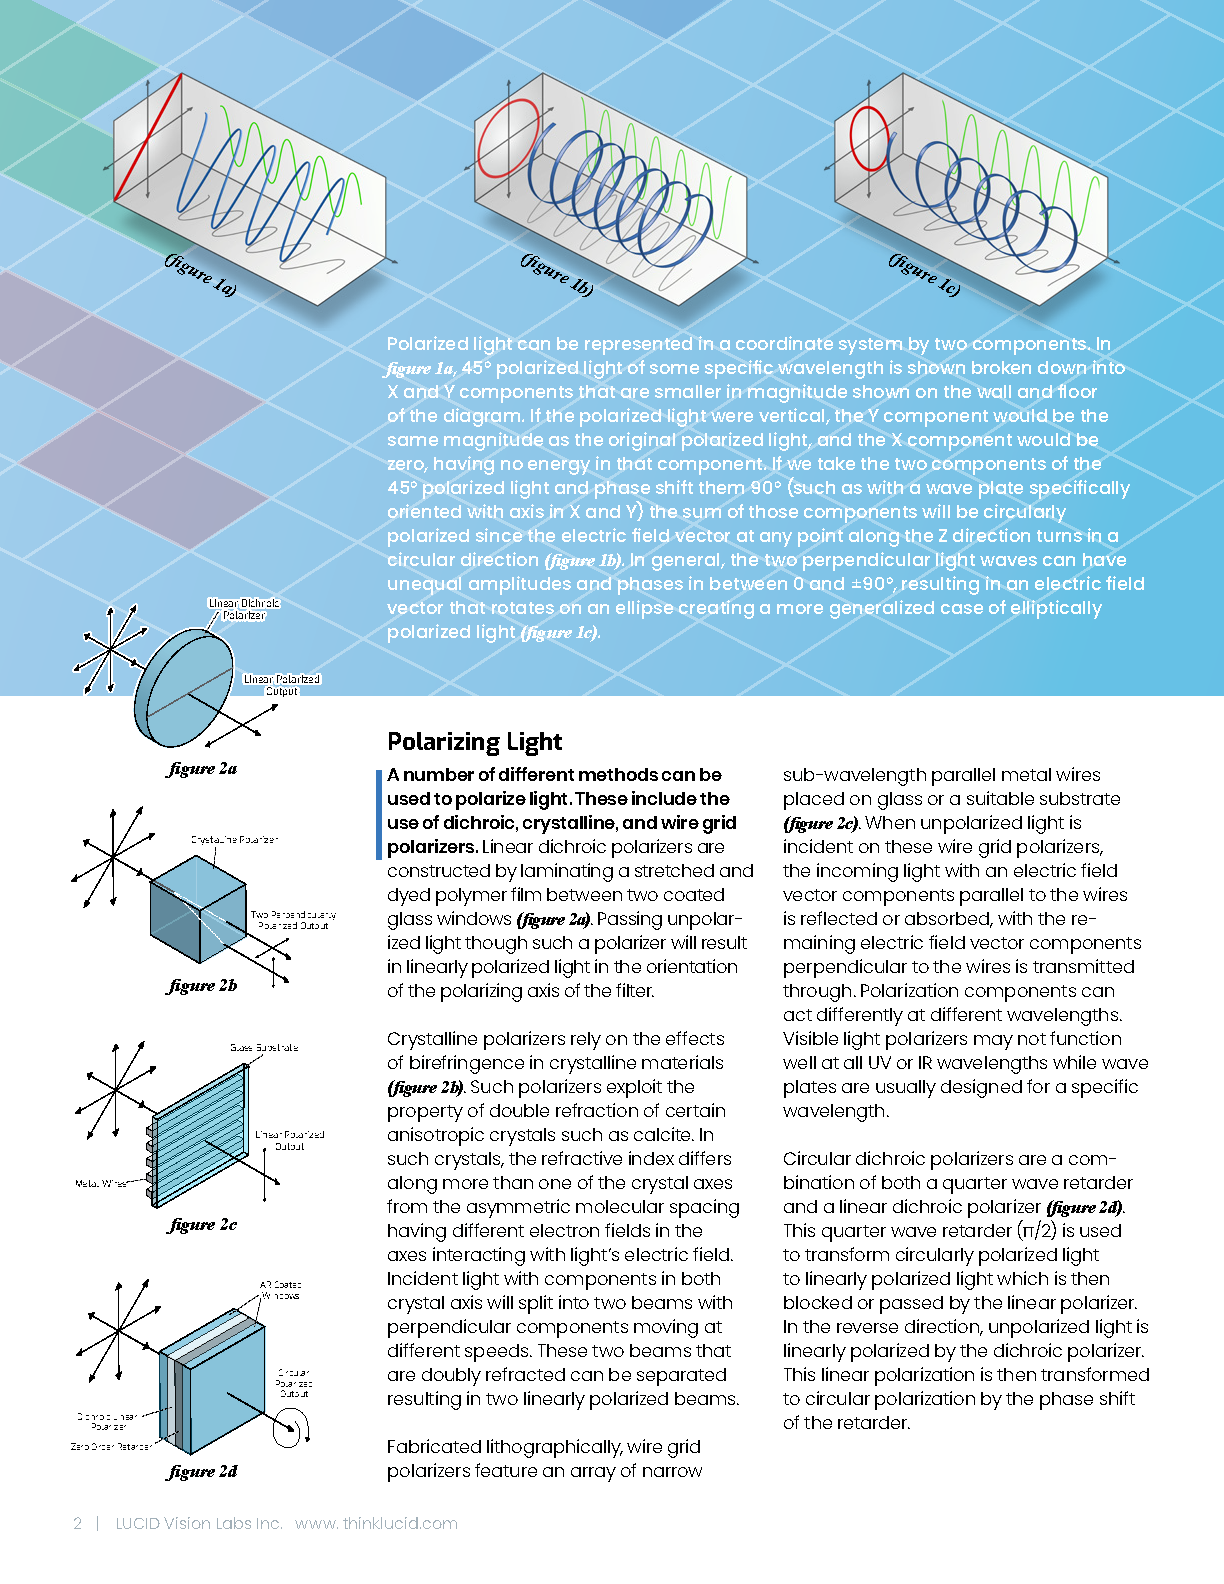 (figure 1a)
(figure 1b)
(figure 1c)
Polarized light can be represented in a coordinate system by two components. In
figure 1a, 45° polarized light of some specific wavelength is shown broken down into
X and Y components that are smaller in magnitude shown on the wall and floor
of the diagram. If the polarized light were vertical, the Y component would be the
same magnitude as the original polarized light, and the X component would be
zero, having no energy in that component. If we take the two components of the
45° polarized light and phase shift them 90° (such as with a wave plate specifically
oriented with axis in X and Y) the sum of those components will be circularly
polarized since the electric field vector at any point along the Z direction turns in a
circular direction (figure 1b). In general, the two perpendicular light waves can have
unequal amplitudes and phases in between 0 and ±90°, resulting in an electric field
vector that rotates on an ellipse creating a more generalized case of elliptically
polarized light (figure 1c).
Linear Dichroic
Polarizer
Linear Polarized
Output
figure 2a
Crystalline Polarizer
Two Perpendicularly
Polarized Output
figure 2b
Glass Substrate
Linear Polarized
Output
Metal Wires
figure 2c
AR Coated
Windows
Circular
Polarized
Output
Dichroic Linear
Polarizer
Zero Order Retarder
figure 2d
Polarizing Light
A number of different methods can be
used to polarize light. These include the
use of dichroic, crystalline, and wire grid
polarizers. Linear dichroic polarizers are
constructed by laminating a stretched and
dyed polymer film between two coated
glass windows (figure 2a). Passing unpolar-
ized light though such a polarizer will result
in linearly polarized light in the orientation
of the polarizing axis of the filter.
Crystalline polarizers rely on the effects
of birefringence in crystalline materials
(figure 2b). Such polarizers exploit the
property of double refraction of certain
anisotropic crystals such as calcite. In
such crystals, the refractive index differs
along more than one of the crystal axes
from the asymmetric molecular spacing
having different electron fields in the
axes interacting with light's electric field.
Incident light with components in both
crystal axis will split into two beams with
perpendicular components moving at
different speeds. These two beams that
are doubly refracted can be separated
resulting in two linearly polarized beams.
Fabricated lithographically, wire grid
polarizers feature an array of narrow
sub-wavelength parallel metal wires
placed on glass or a suitable substrate
(figure 2c). When unpolarized light is
incident on these wire grid polarizers,
the incoming light with an electric field
vector components parallel to the wires
is reflected or absorbed, with the re-
maining electric field vector components
perpendicular to the wires is transmitted
through. Polarization components can
act differently at different wavelengths.
Visible light polarizers may not function
well at all UV or IR wavelengths while wave
plates are usually designed for a specific
wavelength.
Circular dichroic polarizers are a com-
bination of both a quarter wave retarder
and a linear dichroic polarizer (figure 2d).
This quarter wave retarder (π/2) is used
to transform circularly polarized light
to linearly polarized light which is then
blocked or passed by the linear polarizer.
In the reverse direction, unpolarized light is
linearly polarized by the dichroic polarizer.
This linear polarization is then transformed
to circular polarization by the phase shift
of the retarder.
2 | LUCID Vision Labs Inc. www. thinklucid.com